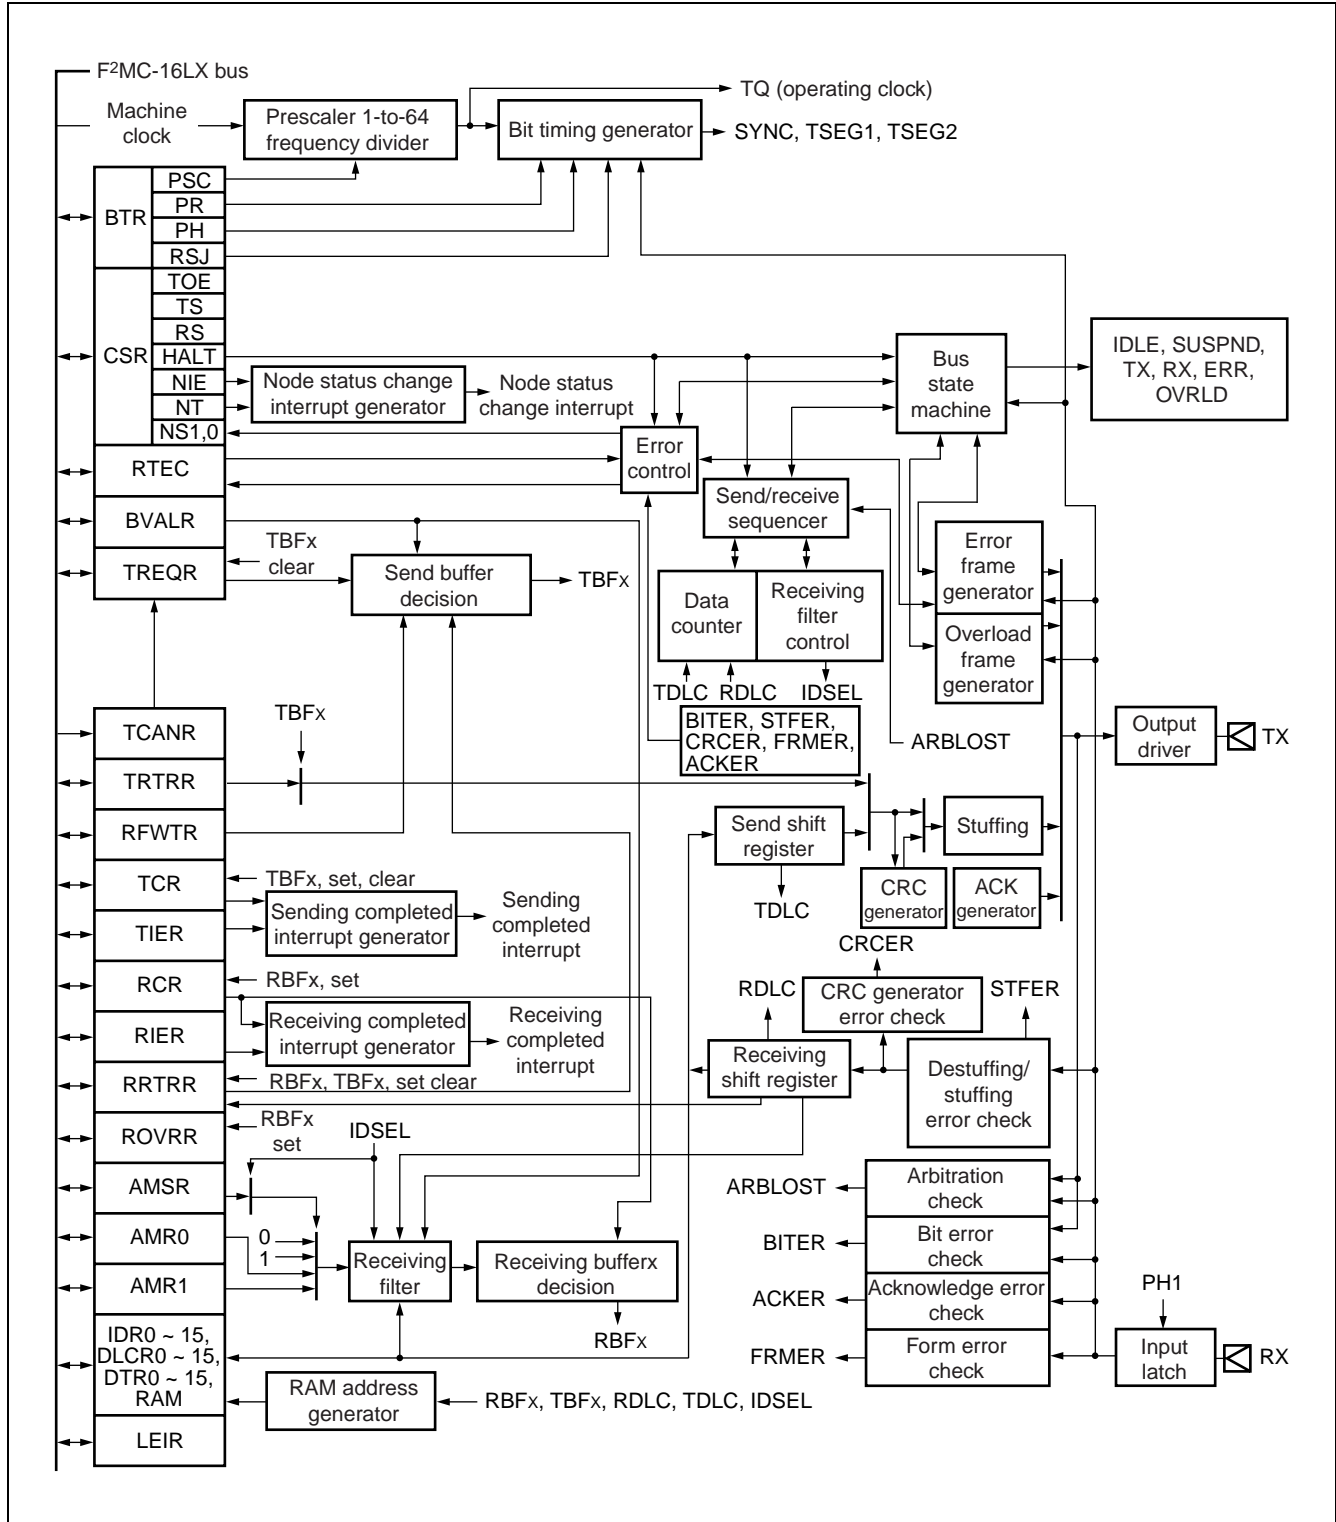 F2MC-16LX bus
Machine
clock
Prescaler 1-to-64
frequency divider
Bit timing generator
TQ (operating clock)
SYNC, TSEG1, TSEG2
BTR
PSC
PR
PH
RSJ
CSR
TOE
TS
RS
HALT
NIE
NT
NS1,0
Node status change
interrupt generator
Node status
change interrupt
Bus
state
machine
IDLE, SUSPND,
TX, RX, ERR,
OVRLD
Error
control
RTEC
BVALR
TREQR
TBFx
clear
Send buffer
decision
TBFx
Send/receive
sequencer
Data
counter
Receiving
filter
control
TDLC
RDLC
IDSEL
BITER, STFER,
CRCER, FRMER,
ACKER
ARBLOST
Error
frame
generator
Overload
frame
generator
Output
driver
TX
TCANR
TBFx
TRTRR
RFWTR
TCR
TBFx, set, clear
TIER
Sending completed
interrupt generator
Sending
completed
interrupt
Send shift
register
TDLC
Stuffing
CRC
generator
ACK
generator
RCR
RBFx, set
RIER
Receiving completed
interrupt generator
Receiving
completed
interrupt
RRTRR
RBFx, TBFx, set clear
CRCER
RDLC
CRC generator
error check
STFER
Receiving
shift register
Destuffing/
stuffing
error check
ROVRR
RBFx
set
IDSEL
AMSR
AMR0
AMR1
0
1
Receiving
filter
Receiving bufferx
decision
RBFx
ARBLOST
Arbitration
check
BITER
Bit error
check
ACKER
Acknowledge error
check
FRMER
Form error
check
PH1
Input
latch
RX
IDR0 ~ 15,
DLCR0 ~ 15,
DTR0 ~ 15,
RAM
RAM address
generator
RBFx, TBFx, RDLC, TDLC, IDSEL
LEIR